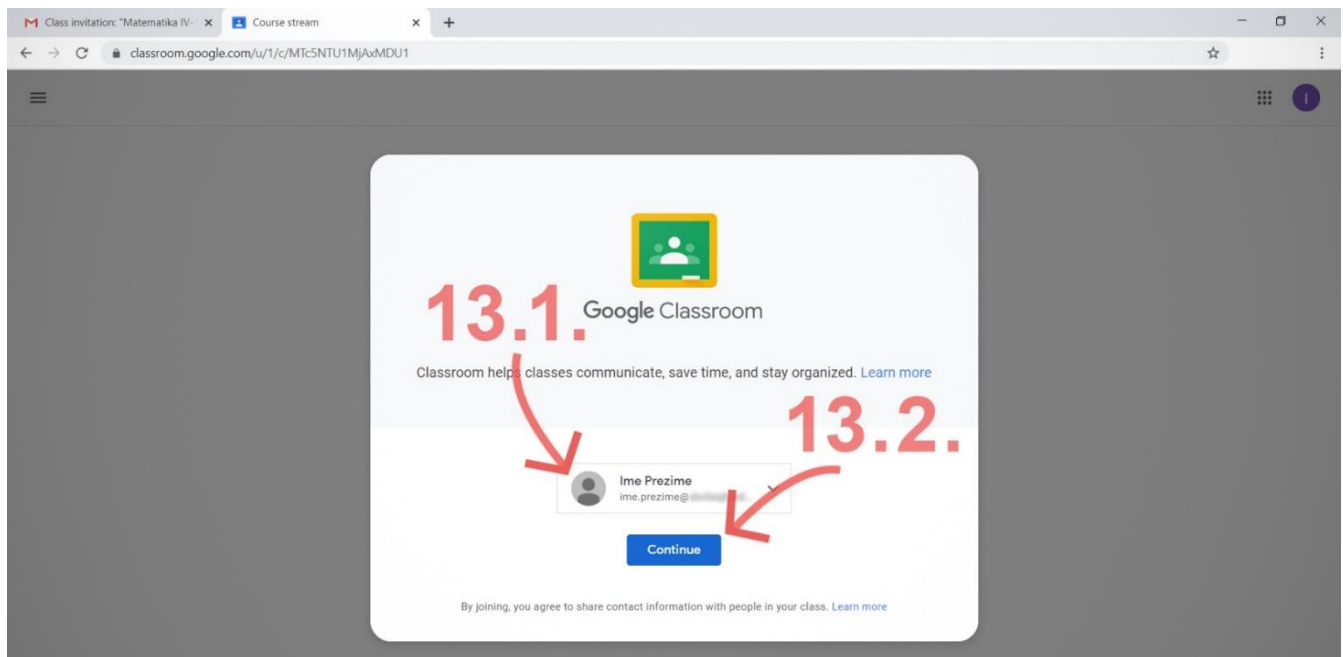 Class invitation: "Matematika IV-
Course stream
classroom.google.com/u/1/c/MTc5NTU1MjAxMDU1
I
Google Classroom
13.1.
Classroom helps classes communicate, save time, and stay organized. Learn more
13.2.
Ime Prezime
ime.prezime@
Continue
By joining, you agree to share contact information with people in your class. Learn more